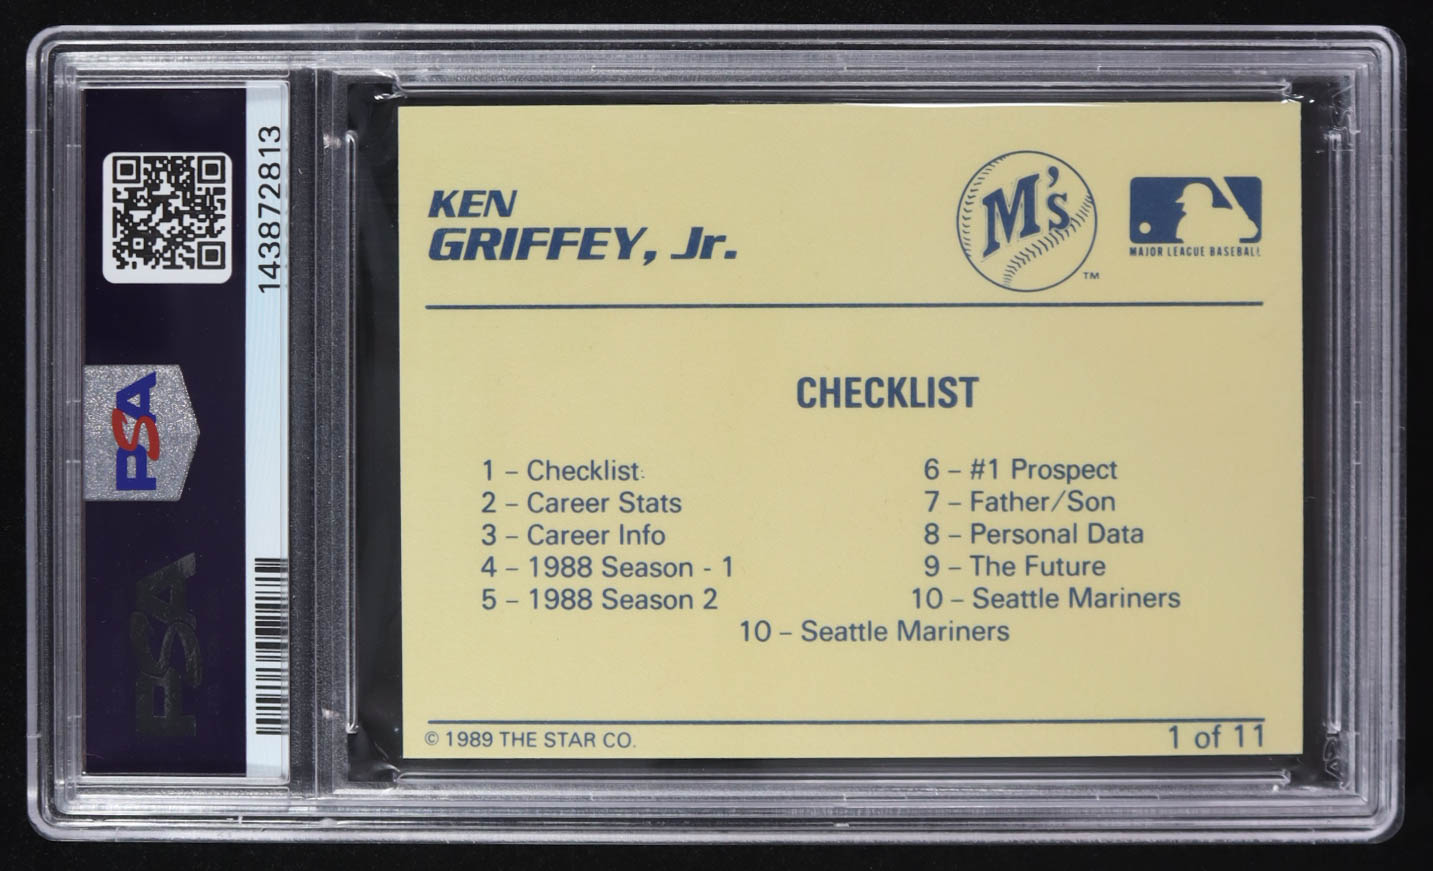 KEN
GRIFFEY, Jr.
M's
TM
MAJOR LEAGUE BASEBALL
CHECKLIST
1 – Checklist
2 – Career Stats
3 – Career Info
4 – 1988 Season - 1
5 – 1988 Season 2
6 – #1 Prospect
7 – Father/Son
8 – Personal Data
9 – The Future
10 – Seattle Mariners
10 – Seattle Mariners
© 1989 THE STAR CO.
1 of 11
143872813
PSA
PSA